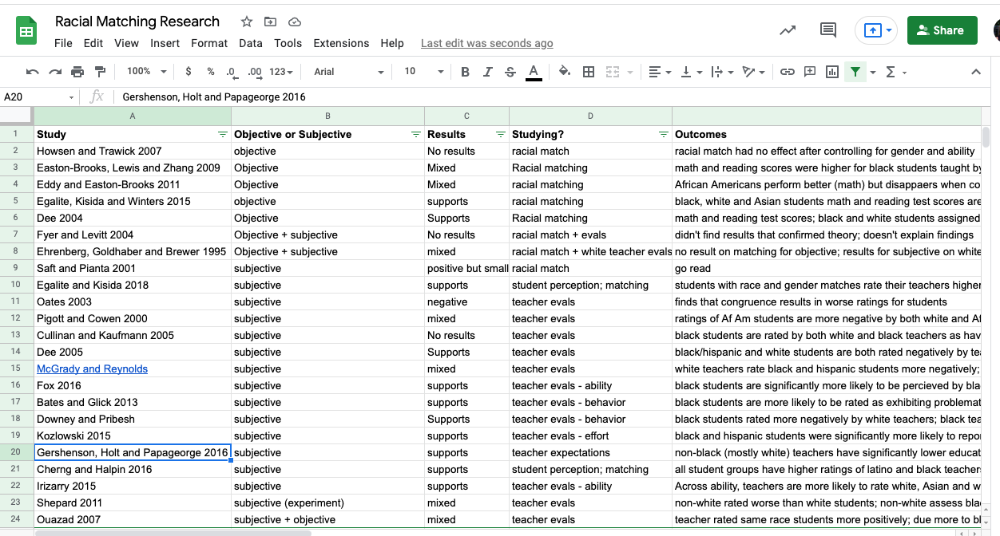 Racial Matching Research
File Edit View Insert Format Data Tools Extensions Help Last edit was seconds ago
Share
100% $ % .0 .00 123 Arial 10 B I S A Σ
A20 fx Gershenson, Holt and Papageorge 2016
A B C D
1 Study Objective or Subjective Results Studying? Outcomes
2 Howsen and Trawick 2007 objective No results racial match racial match had no effect after controlling for gender and ability
3 Easton-Brooks, Lewis and Zhang 2009 Objective Mixed Racial matching math and reading scores were higher for black students taught by
4 Eddy and Easton-Brooks 2011 Objective Mixed racial matching African Americans perform better (math) but disappaers when co
5 Egalite, Kisida and Winters 2015 objective supports racial matching black, white and Asian students math and reading test scores are
6 Dee 2004 Objective Supports Racial matching math and reading test scores; black and white students assigned
7 Fyer and Levitt 2004 Objective + subjective No results racial match + evals didn't find results that confirmed theory; doesn't explain findings
8 Ehrenberg, Goldhaber and Brewer 1995 Objective + subjective mixed racial match + white teacher evals no result on matching for objective; results for subjective on white
9 Saft and Pianta 2001 subjective positive but small racial match go read
10 Egalite and Kisida 2018 subjective supports student perception; matching students with race and gender matches rate their teachers higher
11 Oates 2003 subjective negative teacher evals finds that congruence results in worse ratings for students
12 Pigott and Cowen 2000 subjective mixed teacher evals ratings of Af Am students are more negative by both white and Af
13 Cullinan and Kaufmann 2005 subjective No results teacher evals black students are rated by both white and black teachers as hav
14 Dee 2005 subjective Supports teacher evals black/hispanic and white students are both rated negatively by tea
15 McGrady and Reynolds subjective mixed teacher evals white teachers rate black and hispanic students more negatively;
16 Fox 2016 subjective supports teacher evals - ability black students are significantly more likely to be percieved by bla
17 Bates and Glick 2013 subjective supports teacher evals - behavior black students are more likely to be rated as exhibiting problemat
18 Downey and Pribesh subjective Supports teacher evals - behavior black students rated more negatively by white teachers; black tea
19 Kozlowski 2015 subjective supports teacher evals - effort black and hispanic students were significantly more likely to repo
20 Gershenson, Holt and Papageorge 2016 subjective supports teacher expectations non-black (mostly white) teachers have significantly lower educat
21 Cherng and Halpin 2016 subjective supports student perception; matching all student groups have higher ratings of latino and black teacher
22 Irizarry 2015 subjective supports teacher evals - ability Across ability, teachers are more likely to rate white, Asian and w
23 Shepard 2011 subjective (experiment) mixed teacher evals non-white rated worse than white students; non-white assess bla
24 Ouazad 2007 subjective + objective mixed teacher evals teacher rated same race students more positively; due more to bl